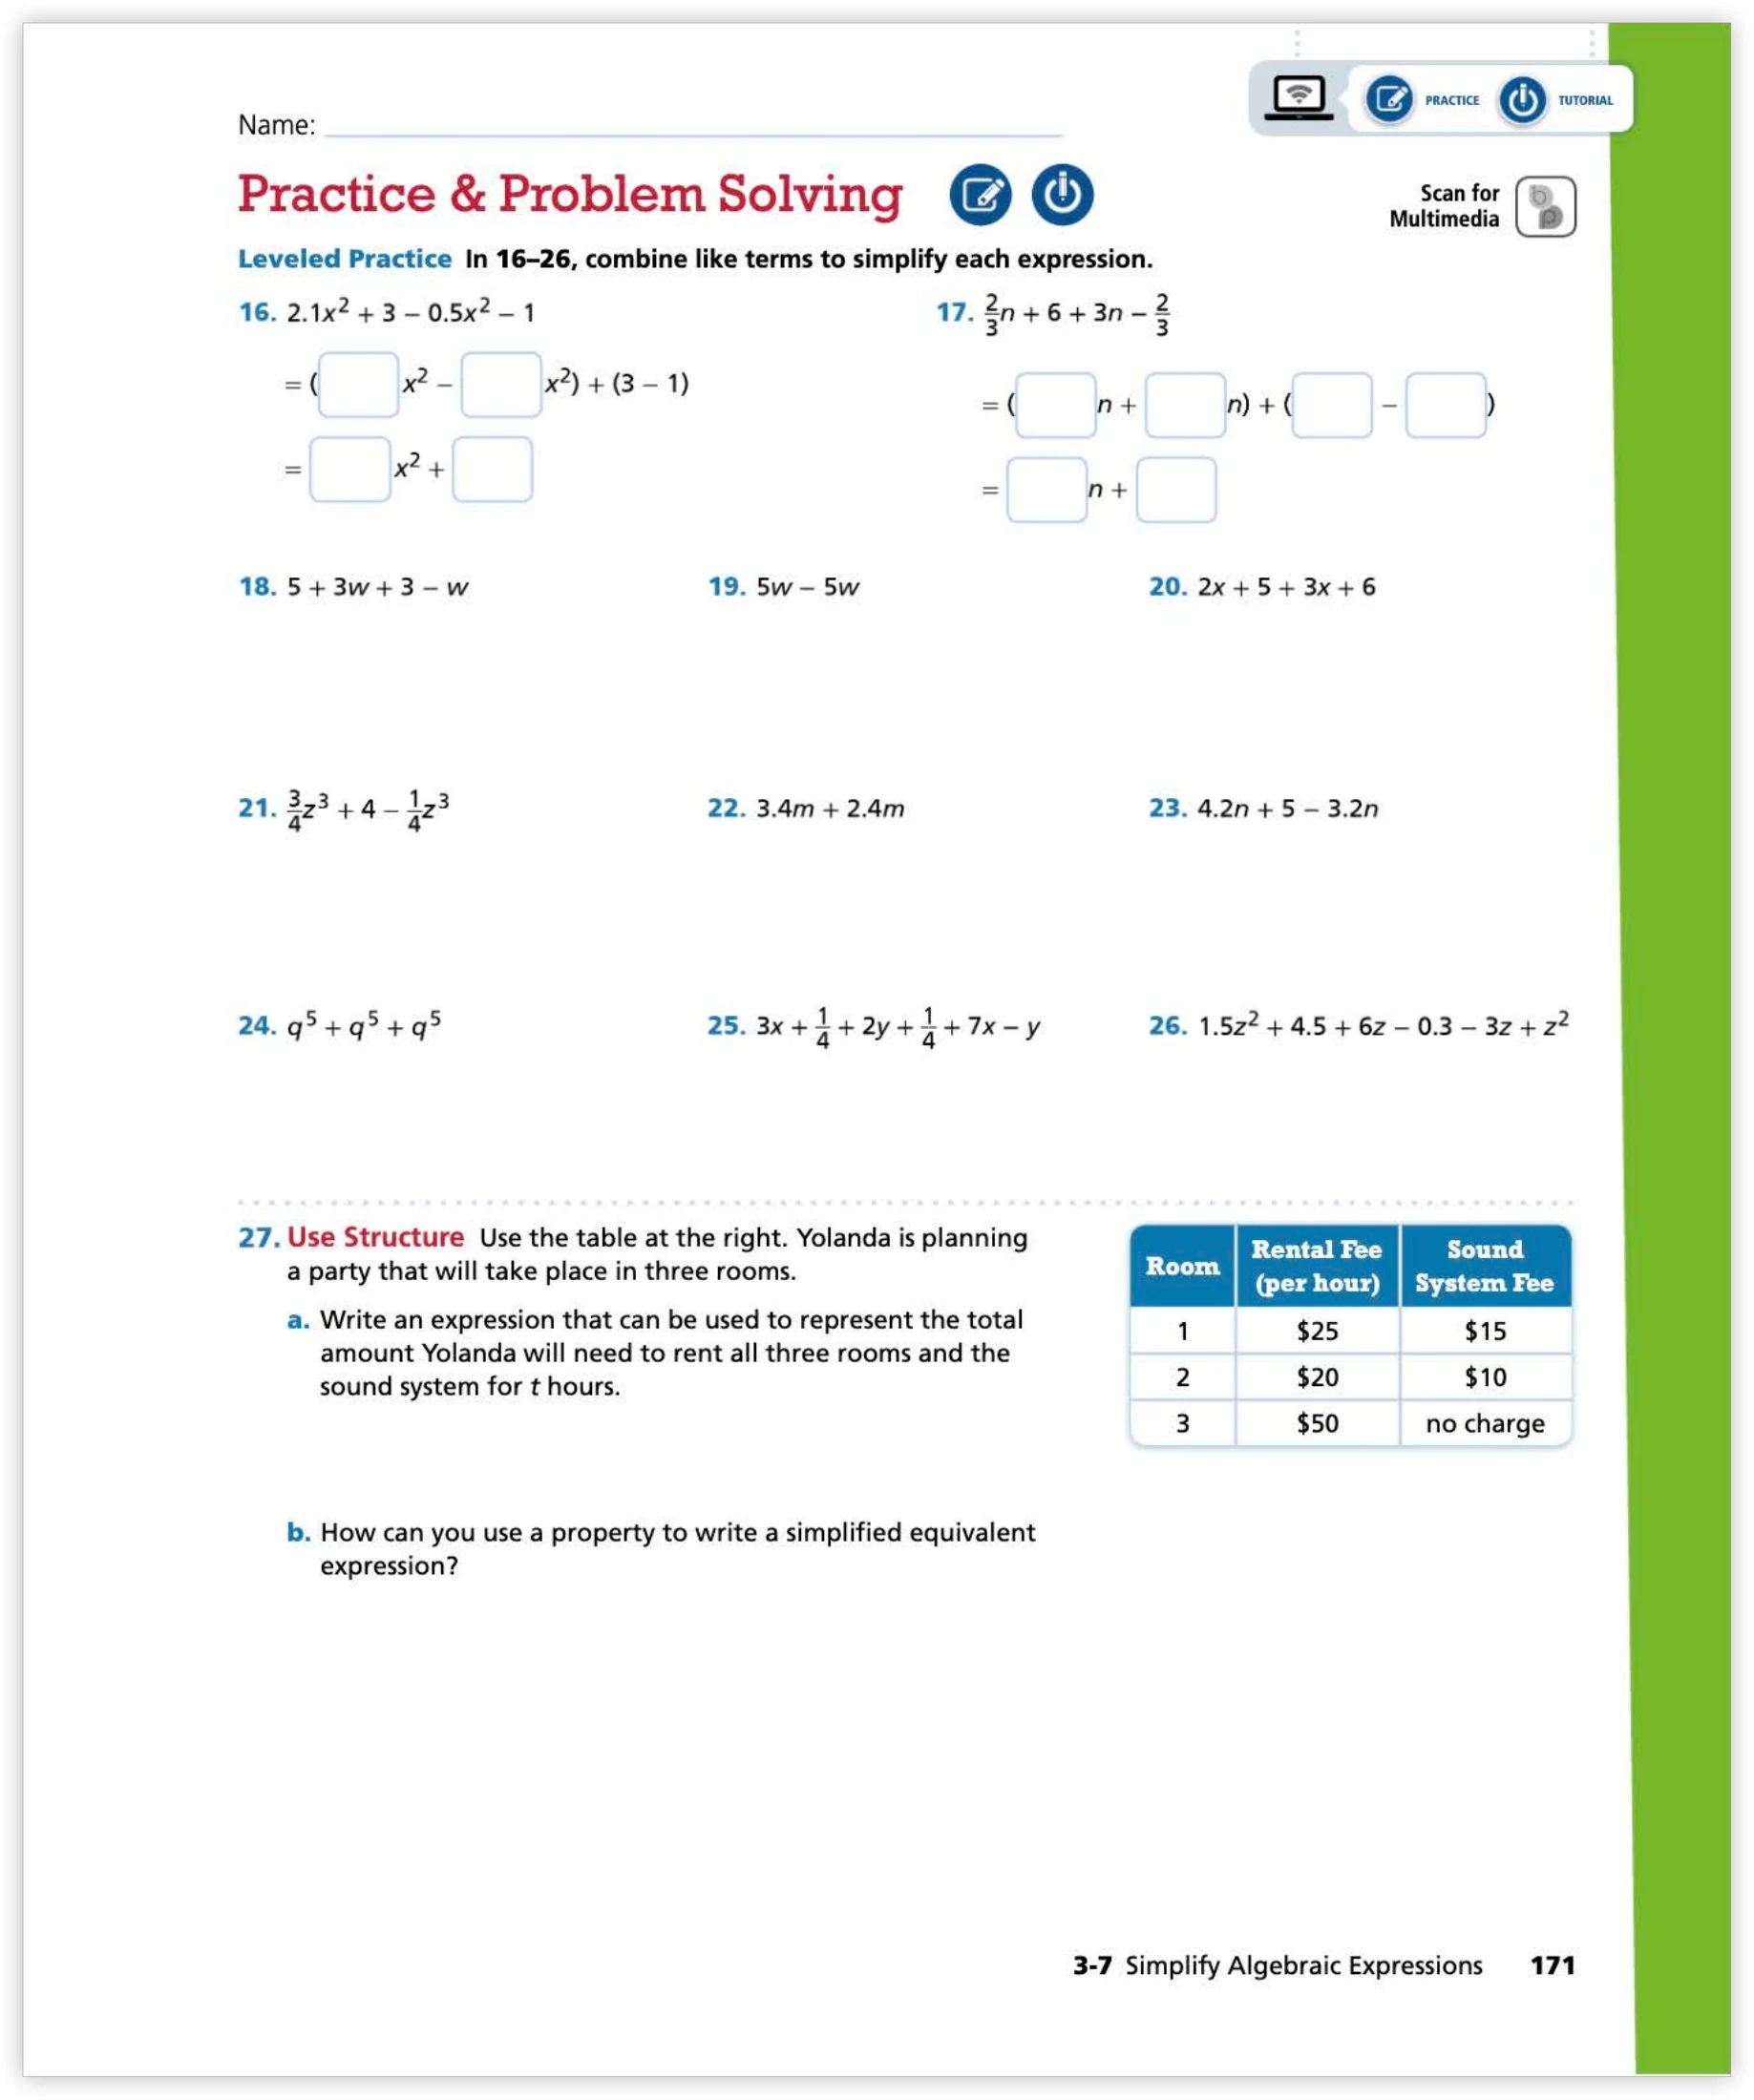 PRACTICE TUTORIAL
Name:
Practice & Problem Solving
Scan for
Multimedia
Leveled Practice In 16–26, combine like terms to simplify each expression.
16. 2.1x² + 3 – 0.5x² – 1
17. 2/3n + 6 + 3n – 2/3
= ( x² – x²) + (3 – 1)
= ( n + n) + ( – )
= x² +
= n +
18. 5 + 3w + 3 – w
19. 5w – 5w
20. 2x + 5 + 3x + 6
21. 3/4z³ + 4 – 1/4z³
22. 3.4m + 2.4m
23. 4.2n + 5 – 3.2n
24. q⁵ + q⁵ + q⁵
25. 3x + 1/4 + 2y + 1/4 + 7x – y
26. 1.5z² + 4.5 + 6z – 0.3 – 3z + z²
27. Use Structure Use the table at the right. Yolanda is planning
a party that will take place in three rooms.
a. Write an expression that can be used to represent the total
amount Yolanda will need to rent all three rooms and the
sound system for t hours.
b. How can you use a property to write a simplified equivalent
expression?
Room
Rental Fee
(per hour)
Sound
System Fee
1 $25 $15
2 $20 $10
3 $50 no charge
3-7 Simplify Algebraic Expressions 171